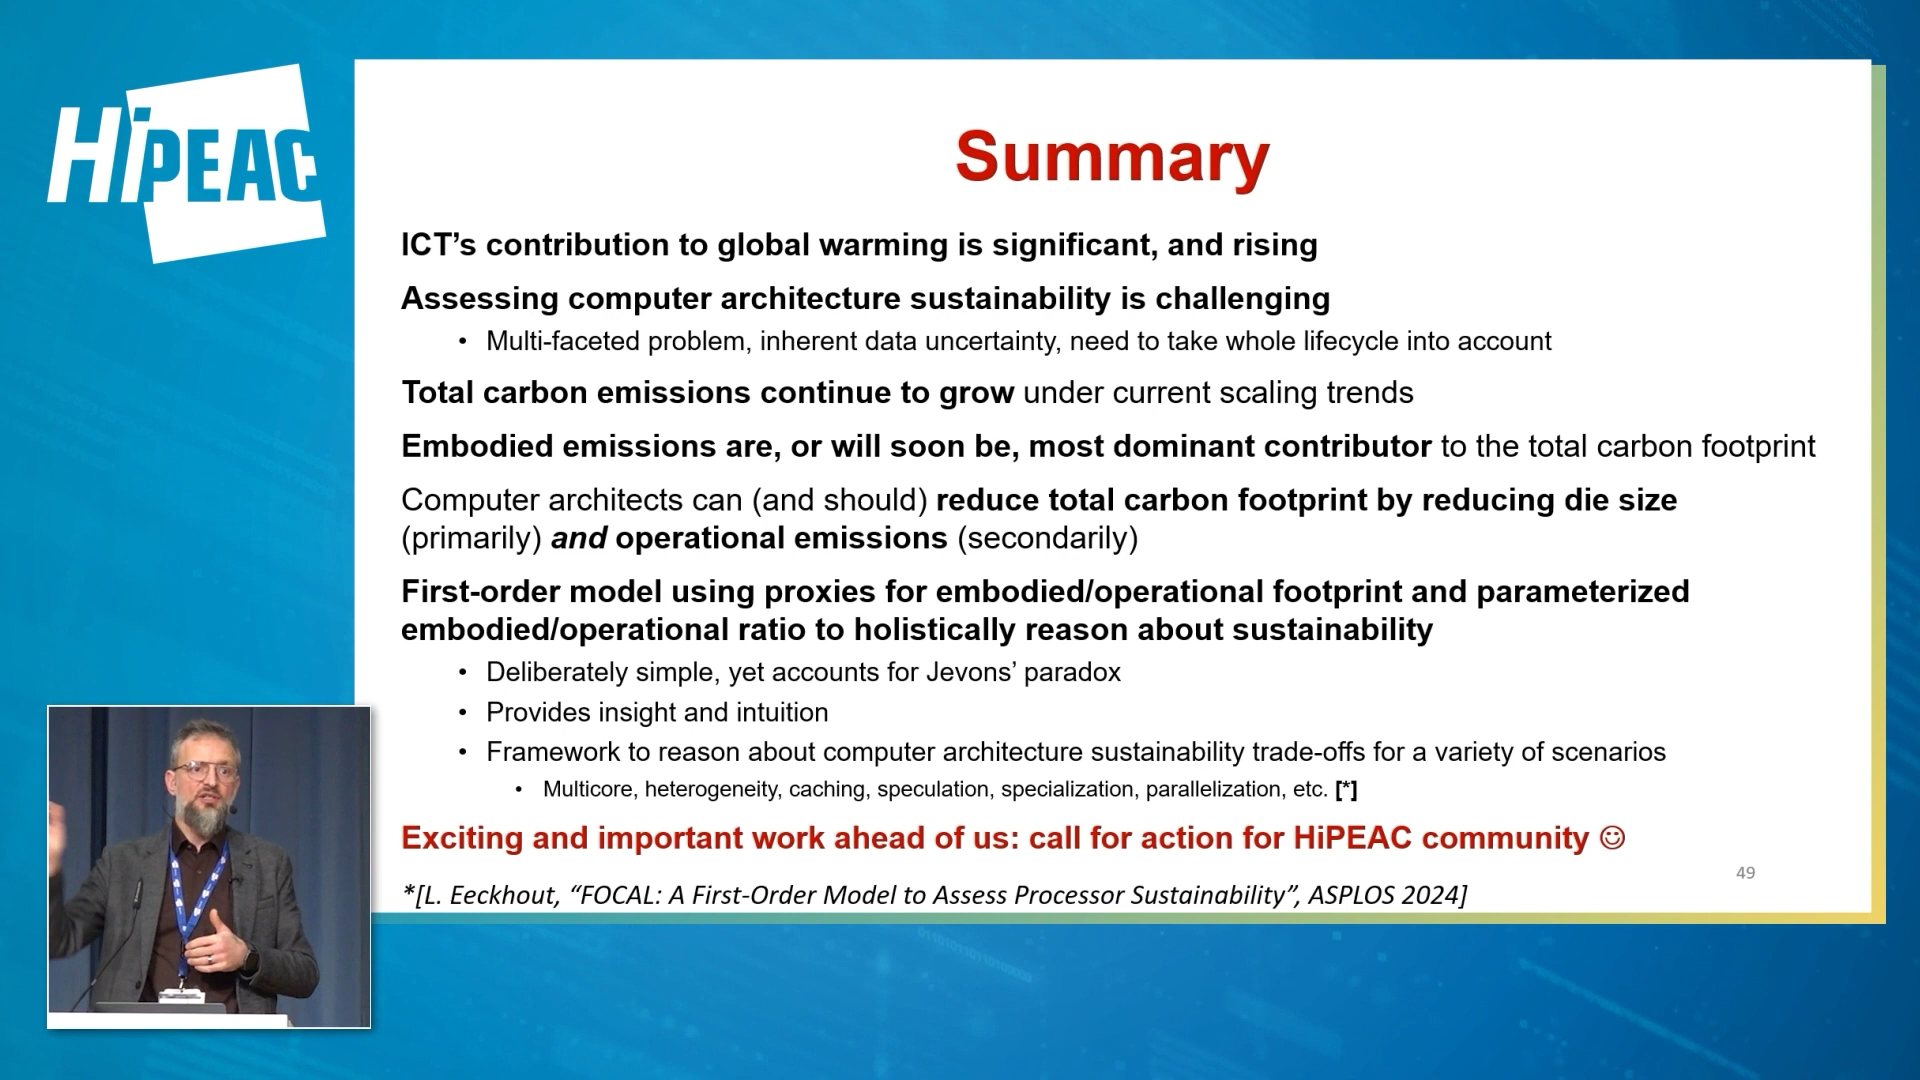 HiPEAC
Summary
ICT’s contribution to global warming is significant, and rising
Assessing computer architecture sustainability is challenging
• Multi-faceted problem, inherent data uncertainty, need to take whole lifecycle into account
Total carbon emissions continue to grow under current scaling trends
Embodied emissions are, or will soon be, most dominant contributor to the total carbon footprint
Computer architects can (and should) reduce total carbon footprint by reducing die size
(primarily) and operational emissions (secondarily)
First-order model using proxies for embodied/operational footprint and parameterized
embodied/operational ratio to holistically reason about sustainability
• Deliberately simple, yet accounts for Jevons’ paradox
• Provides insight and intuition
• Framework to reason about computer architecture sustainability trade-offs for a variety of scenarios
• Multicore, heterogeneity, caching, speculation, specialization, parallelization, etc. [*]
Exciting and important work ahead of us: call for action for HiPEAC community ☺
49
*[L. Eeckhout, “FOCAL: A First-Order Model to Assess Processor Sustainability”, ASPLOS 2024]